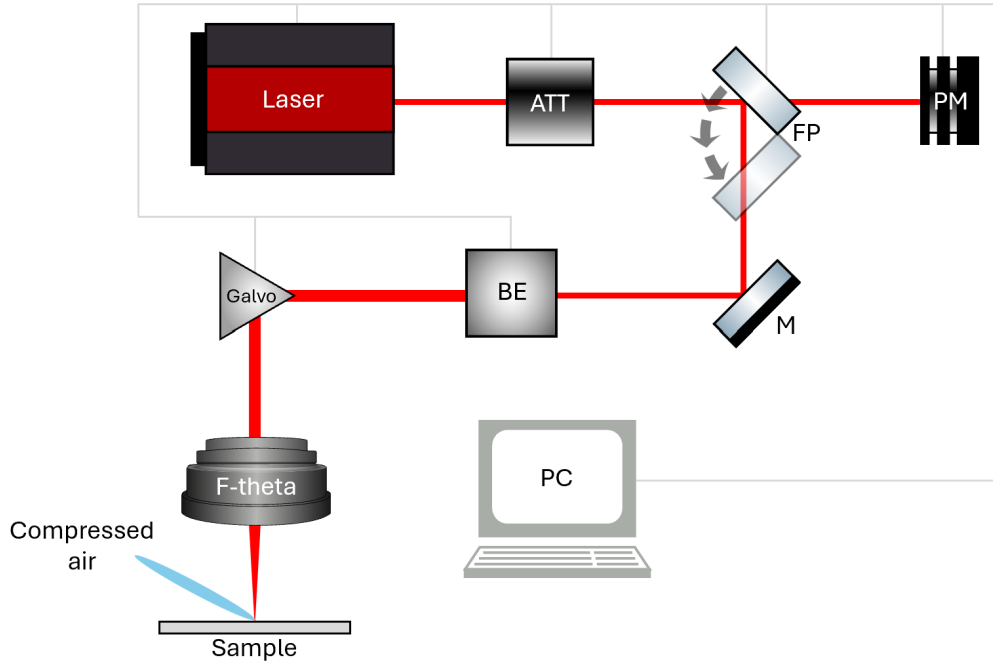 Laser
ATT
PM
FP
Galvo
BE
M
F-theta
PC
Compressed
air
Sample